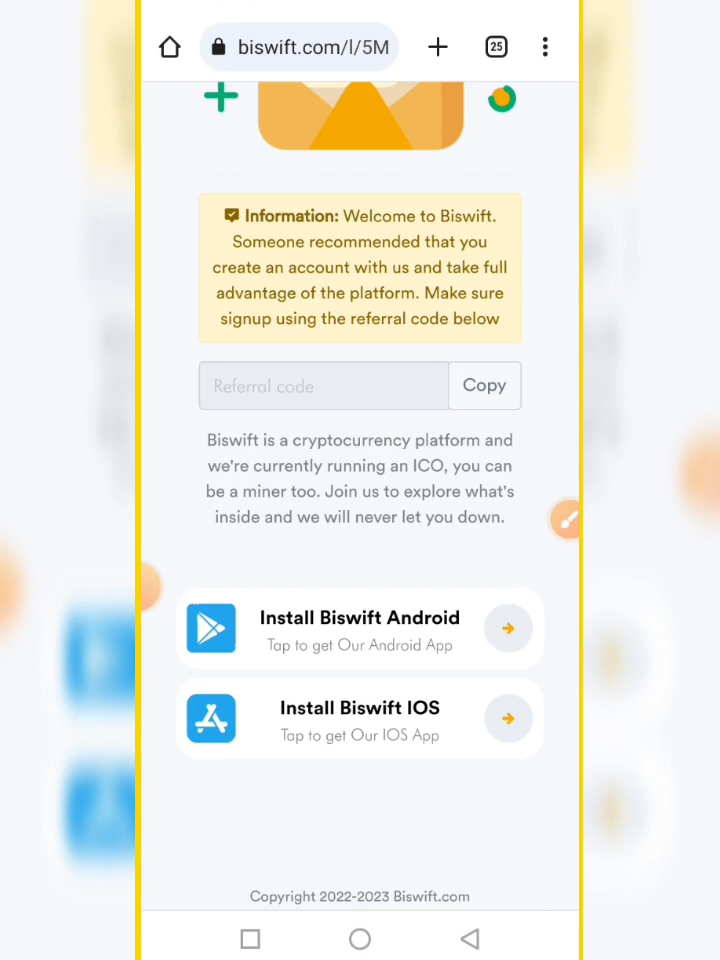 biswift.com/l/5M
25
Information: Welcome to Biswift.
Someone recommended that you
create an account with us and take full
advantage of the platform. Make sure
signup using the referral code below
Referral code
Copy
Biswift is a cryptocurrency platform and
we're currently running an ICO, you can
be a miner too. Join us to explore what's
inside and we will never let you down.
Install Biswift Android
Tap to get Our Android App
Install Biswift IOS
Tap to get Our IOS App
Copyright 2022-2023 Biswift.com